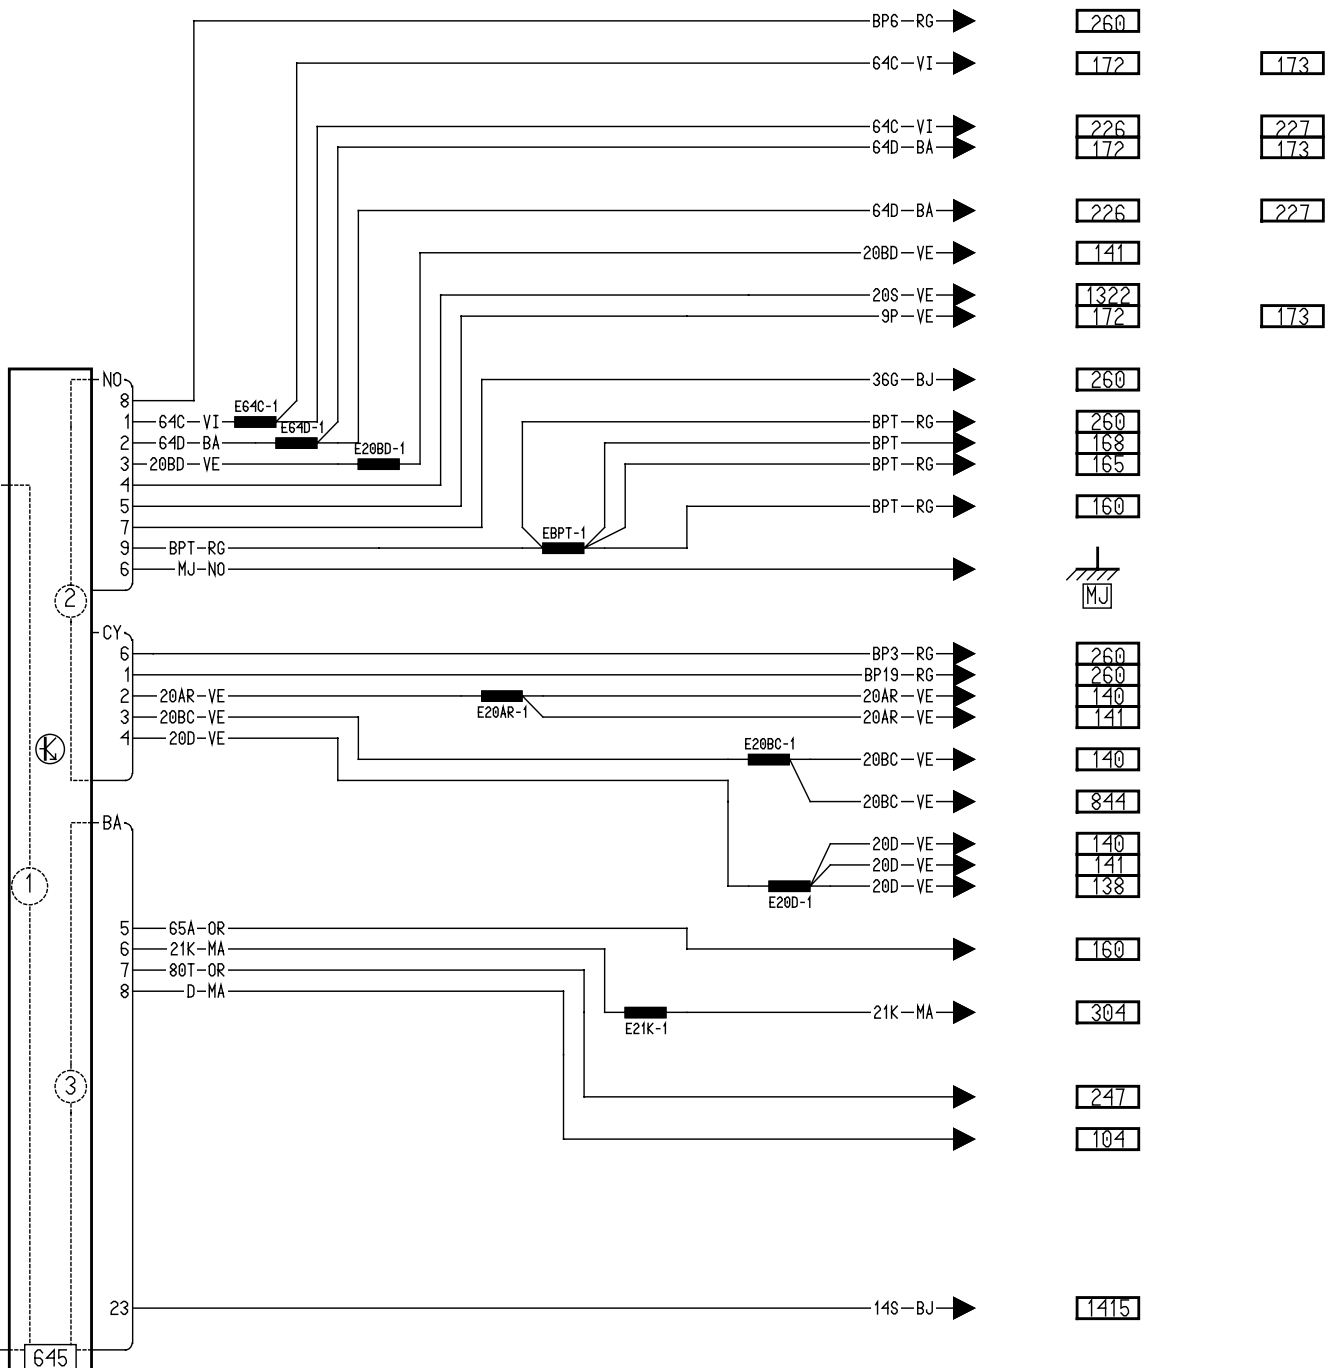 BP6-RG 260
64C-VI 172 173
64C-VI 226 227
64D-BA 172 173
64D-BA 226 227
20BD-VE 141
20S-VE 1322
9P-VE 172 173
NO 36G-BJ 260
8
E64C-1
1 64C-VI BPT-RG 260
E64D-1
2 64D-BA BPT 168
E20BD-1
3 20BD-VE BPT-RG 165
4
5 BPT-RG 160
7
EBPT-1
9 BPT-RG
6 MJ-NO
MJ
2
CY
6 BP3-RG 260
1 BP19-RG 260
2 20AR-VE 20AR-VE 140
E20AR-1
3 20BC-VE 20AR-VE 141
4 20D-VE
E20BC-1
20BC-VE 140
20BC-VE 844
BA
20D-VE 140
20D-VE 141
1 20D-VE 138
E20D-1
5 65A-OR
6 21K-MA 160
7 80T-OR
8 D-MA
21K-MA 304
E21K-1
3
247
104
23 14S-BJ 1415
645